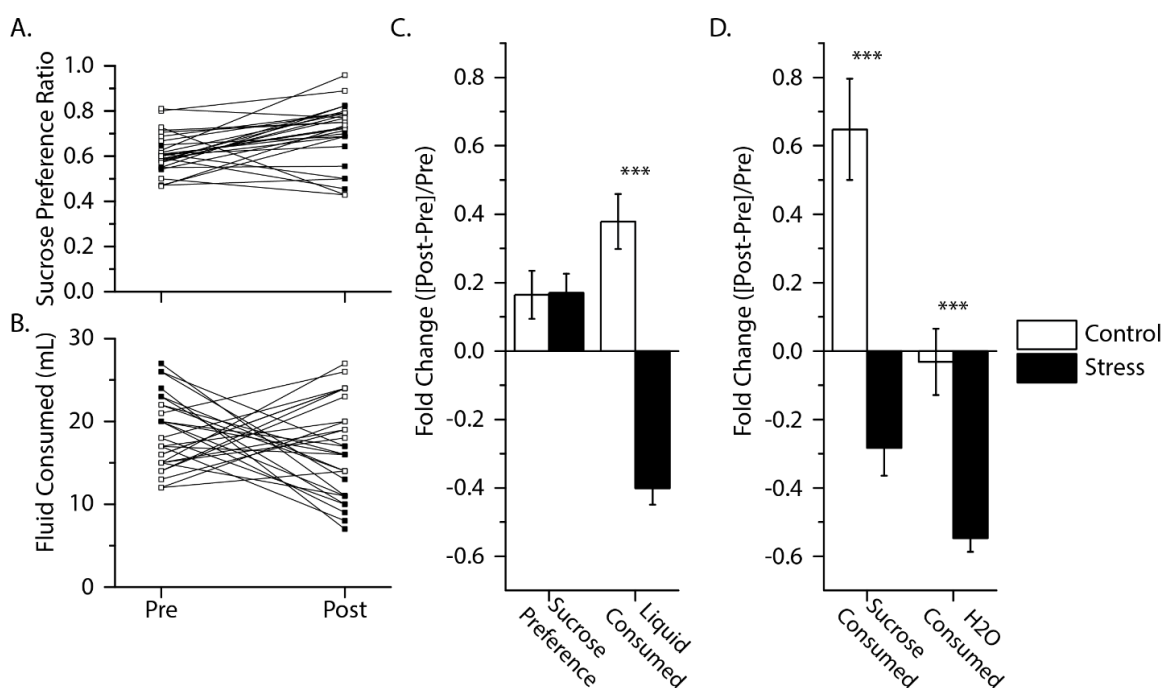 A.
Sucrose Preference Ratio
1.0
0.8
0.6
0.4
0.2
0.0
B.
Fluid Consumed (mL)
30
20
10
0
Pre
Post
C.
Fold Change ([Post-Pre]/Pre)
0.8
0.6
0.4
0.2
0.0
-0.2
-0.4
-0.6
***
Sucrose
Preference
Liquid
Consumed
D.
Fold Change ([Post-Pre]/Pre)
0.8
0.6
0.4
0.2
0.0
-0.2
-0.4
-0.6
***
***
Sucrose
Consumed
H2O
Consumed
Control
Stress